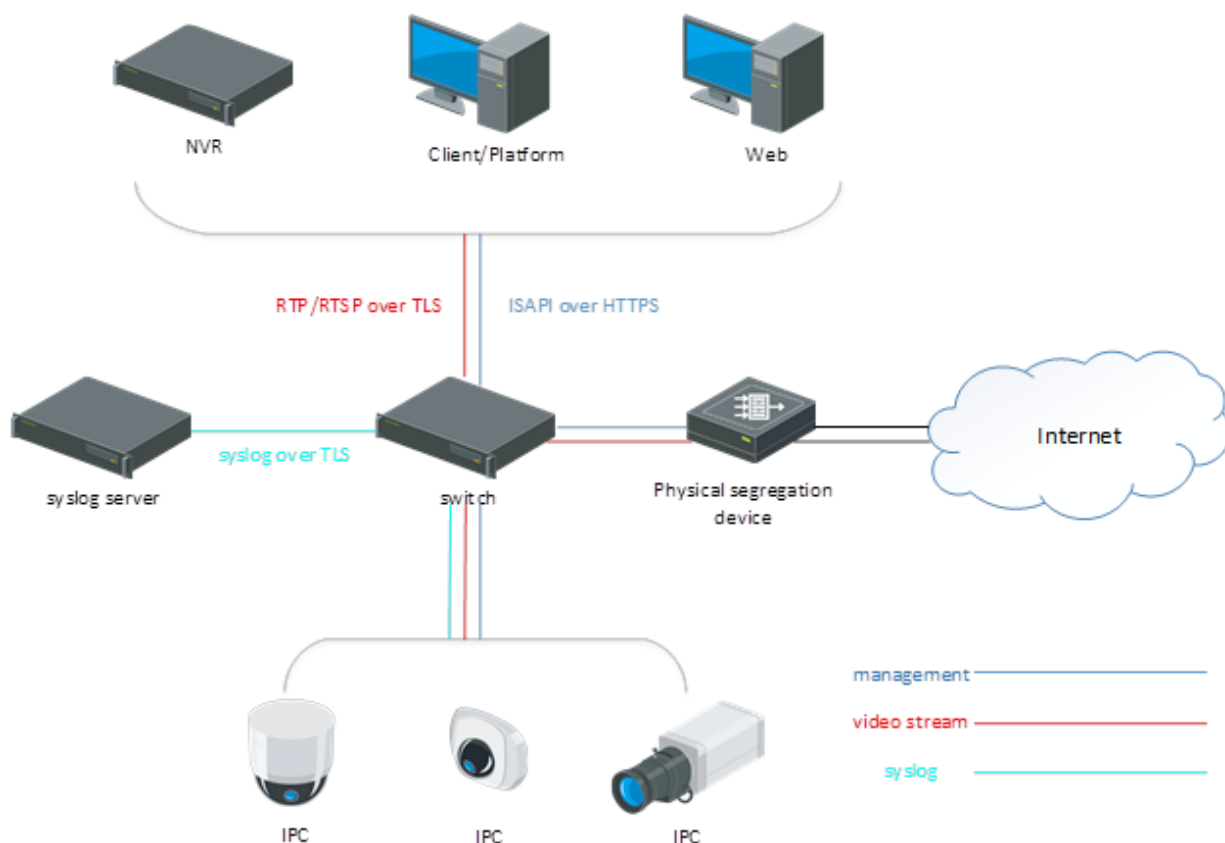 NVR
Client/Platform
Web
RTP/RTSP over TLS
ISAPI over HTTPS
syslog over TLS
syslog server
switch
Physical segregation
device
Internet
management
video stream
syslog
IPC
IPC
IPC